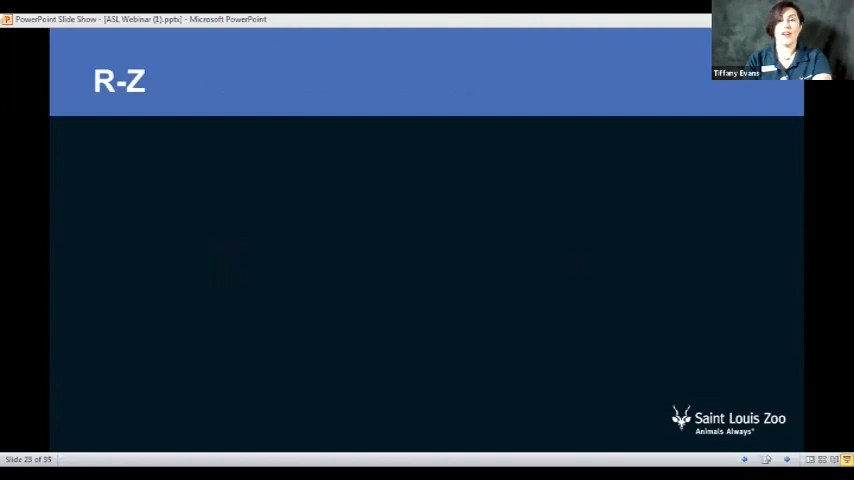 PowerPoint Slide Show - [ASL Webinar (1).pptx] - Microsoft PowerPoint
Tiffany Evans
R-Z
Saint Louis Zoo
Animals Always®
Slide 23 of 35